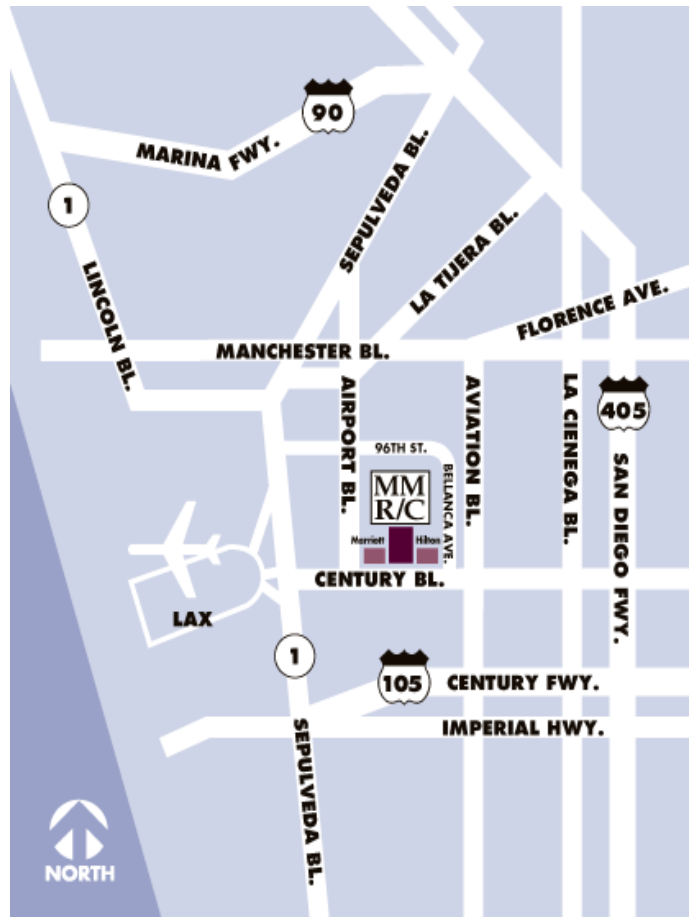 90
MARINA FWY.
SEPULVEDA BL.
1
LA TIJERA BL.
LINCOLN BL.
FLORENCE AVE.
MANCHESTER BL.
AIRPORT BL.
AVIATION BL.
LA CIENEGA BL.
405
96TH ST.
BELLANCA AVE.
SAN DIEGO FWY.
MM
R/C
Marriott
Hilton
CENTURY BL.
LAX
1
105
CENTURY FWY.
IMPERIAL HWY.
SEPULVEDA BL.
NORTH